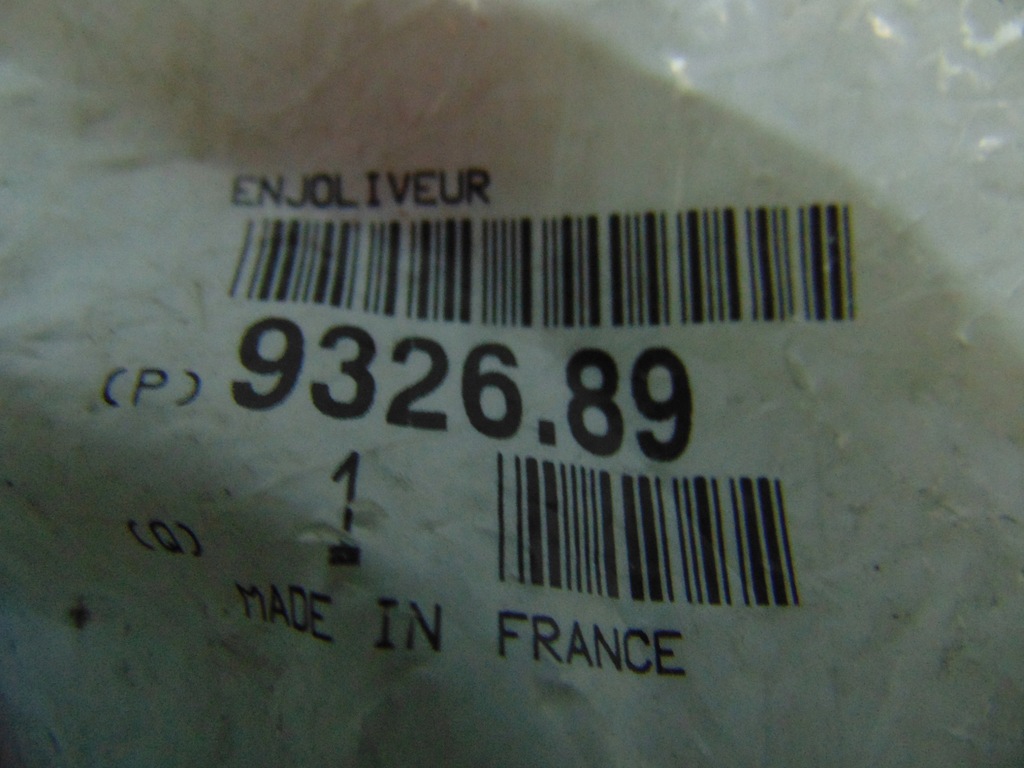 ENJOLIVEUR
(P) 9326.89
(Q) 1
MADE IN FRANCE